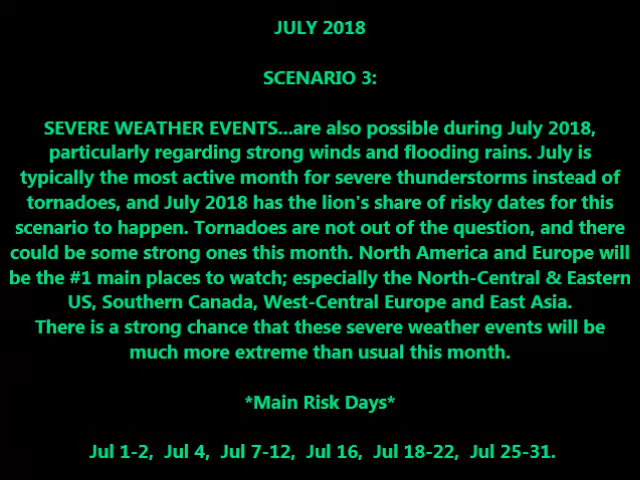 JULY 2018
SCENARIO 3:
SEVERE WEATHER EVENTS...are also possible during July 2018,
particularly regarding strong winds and flooding rains. July is
typically the most active month for severe thunderstorms instead of
tornadoes, and July 2018 has the lion's share of risky dates for this
scenario to happen. Tornadoes are not out of the question, and there
could be some strong ones this month. North America and Europe will
be the #1 main places to watch; especially the North-Central & Eastern
US, Southern Canada, West-Central Europe and East Asia.
There is a strong chance that these severe weather events will be
much more extreme than usual this month.
*Main Risk Days*
Jul 1-2, Jul 4, Jul 7-12, Jul 16, Jul 18-22, Jul 25-31.